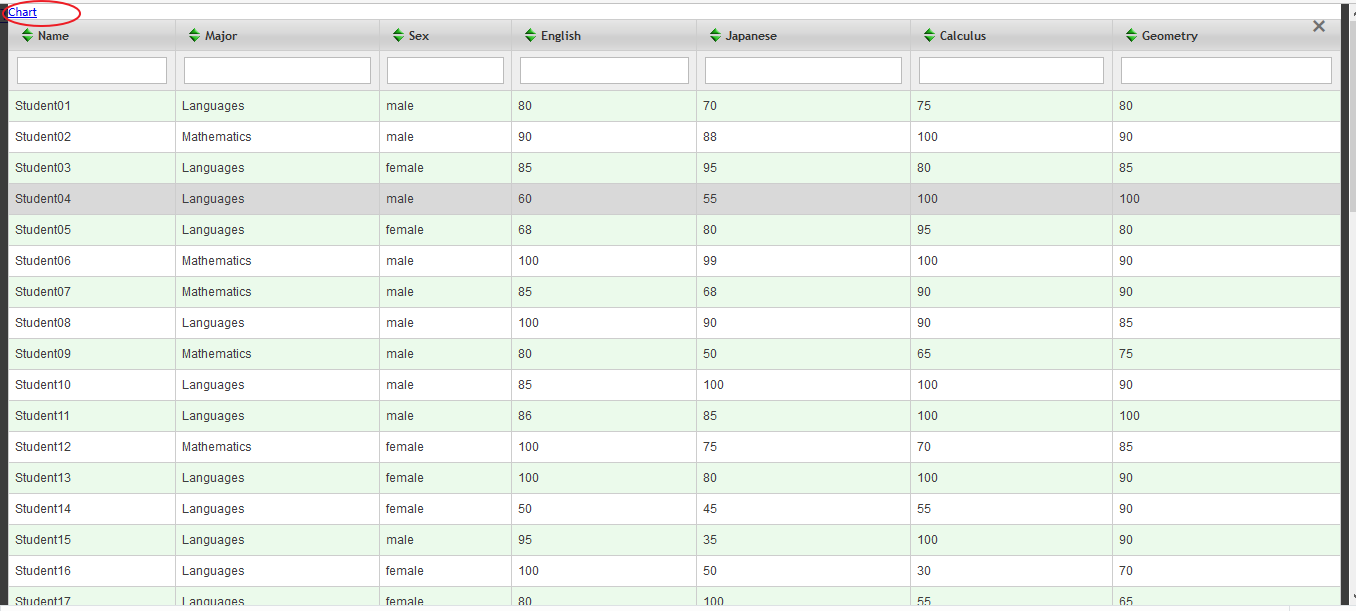 Chart
Name Major Sex English Japanese Calculus Geometry
Student01 Languages male 80 70 75 80
Student02 Mathematics male 90 88 100 90
Student03 Languages female 85 95 80 85
Student04 Languages male 60 55 100 100
Student05 Languages female 68 80 95 80
Student06 Mathematics male 100 99 100 90
Student07 Mathematics male 85 68 90 90
Student08 Languages male 100 90 90 85
Student09 Mathematics male 80 50 65 75
Student10 Languages male 85 100 100 90
Student11 Languages male 86 85 100 100
Student12 Mathematics female 100 75 70 85
Student13 Languages female 100 80 100 90
Student14 Languages female 50 45 55 90
Student15 Languages male 95 35 100 90
Student16 Languages female 100 50 30 70
Student17 Languages female 80 100 55 65